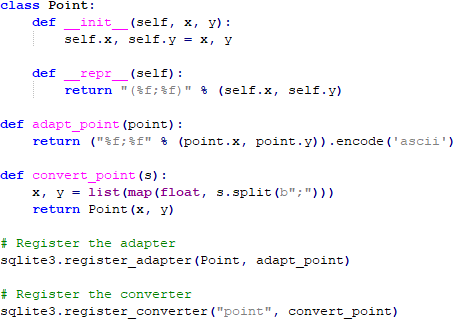 class Point:
    def __init__(self, x, y):
        self.x, self.y = x, y

    def __repr__(self):
        return "(%f;%f)" % (self.x, self.y)

def adapt_point(point):
    return ("%f;%f" % (point.x, point.y)).encode('ascii')

def convert_point(s):
    x, y = list(map(float, s.split(b";")))
    return Point(x, y)

# Register the adapter
sqlite3.register_adapter(Point, adapt_point)

# Register the converter
sqlite3.register_converter("point", convert_point)